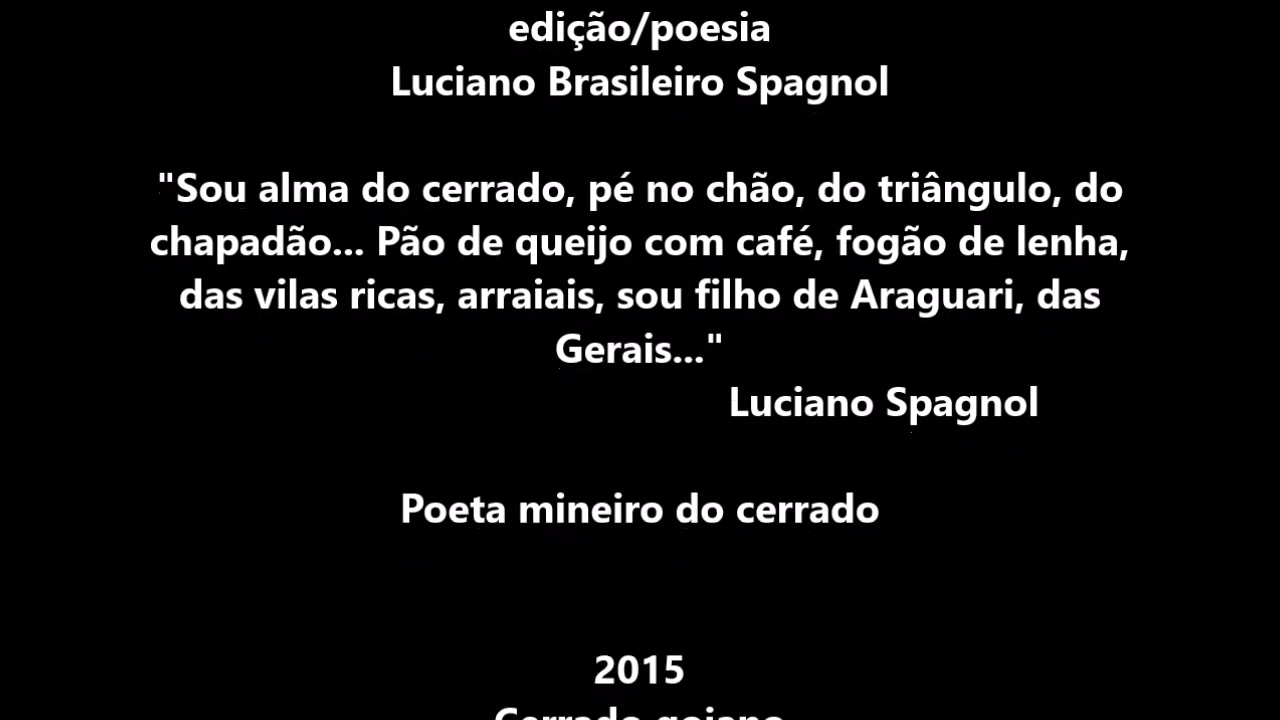 edição/poesia
Luciano Brasileiro Spagnol
"Sou alma do cerrado, pé no chão, do triângulo, do
chapadão... Pão de queijo com café, fogão de lenha,
das vilas ricas, arraiais, sou filho de Araguari, das
Gerais..."
Luciano Spagnol
Poeta mineiro do cerrado
2015
Cerrado goiano